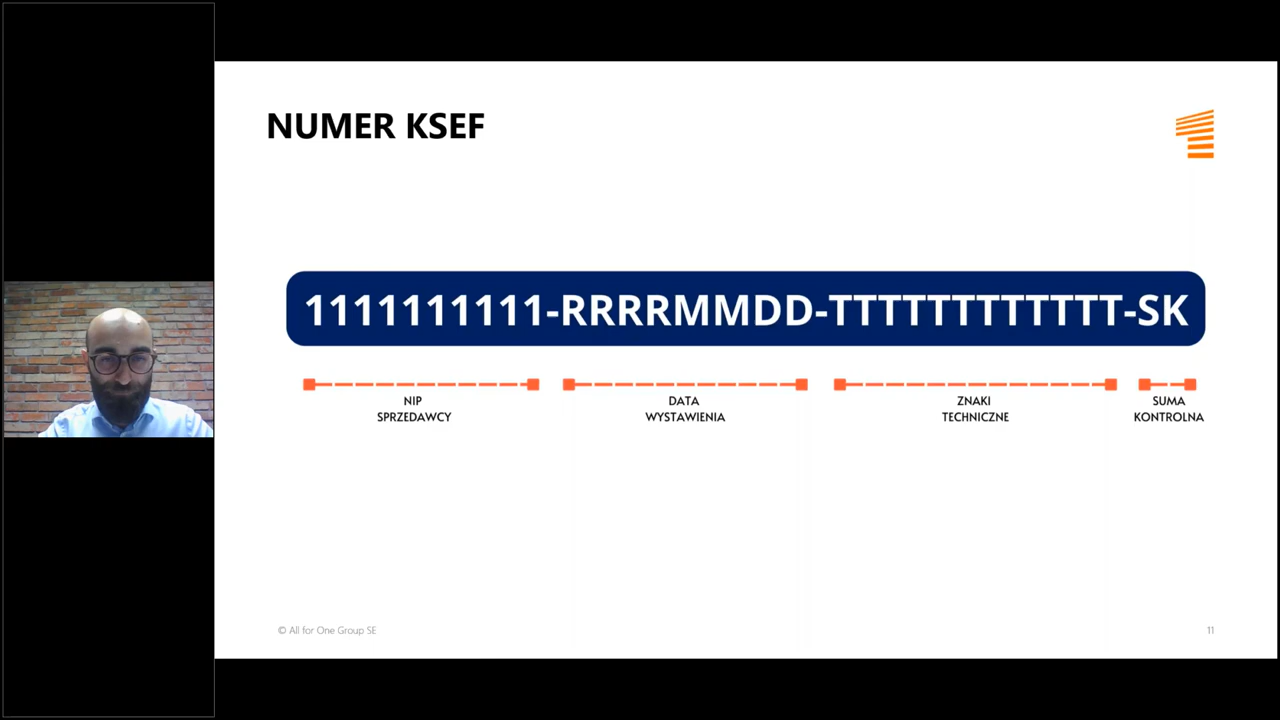 NUMER KSEF
1111111111-RRRRMMDD-TTTTTTTTTTTT-SK
NIP
SPRZEDAWCY
DATA
WYSTAWIENIA
ZNAKI
TECHNICZNE
SUMA
KONTROLNA
© All for One Group SE
11